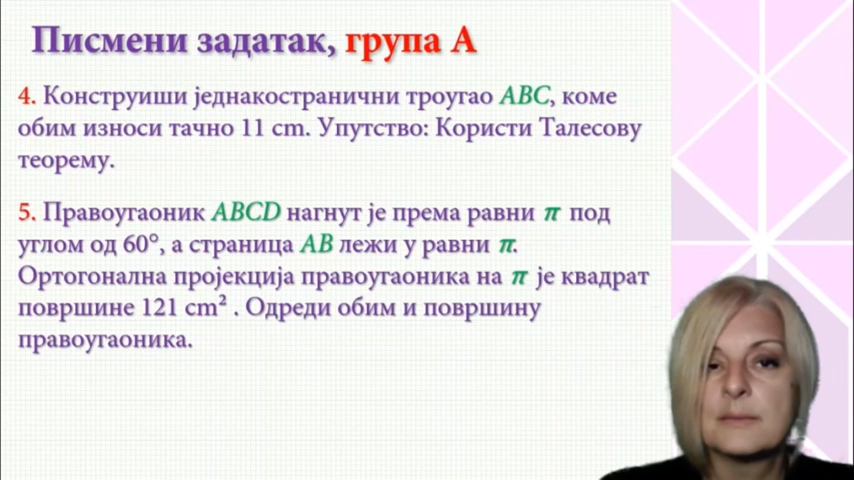 Писмени задатак, група А
4. Конструиши једнакостранични троугао ABC, коме
обим износи тачно 11 cm. Упутство: Користи Талесову
теорему.
5. Правоугаоник ABCD нагнут је према равни π под
углом од 60°, а страница AB лежи у равни π.
Ортогонална пројекција правоугаоника на π је квадрат
површине 121 cm² . Одреди обим и површину
правоугаоника.